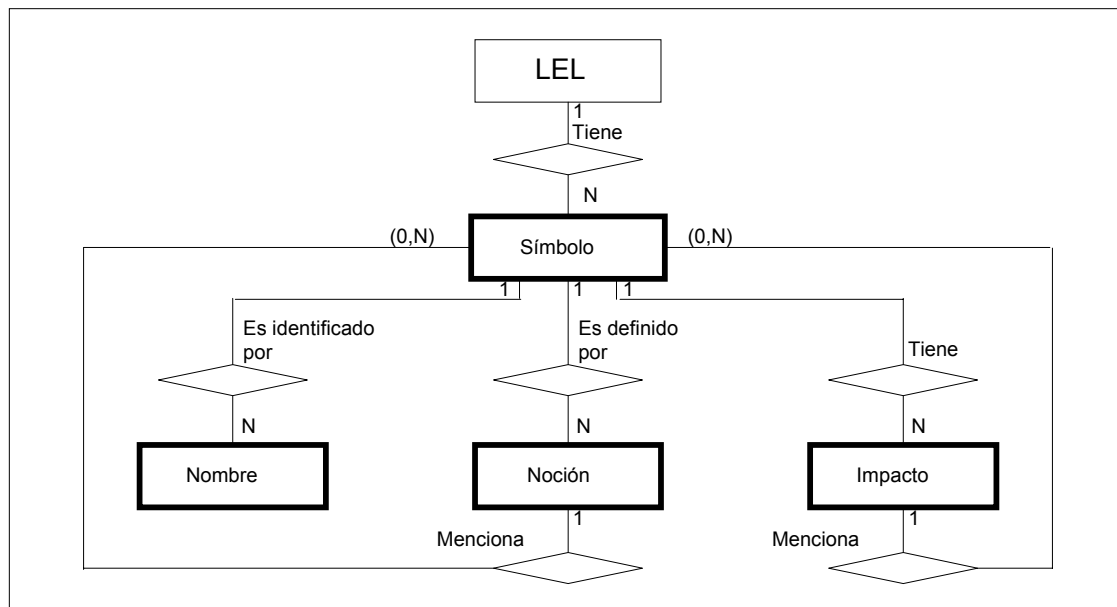 LEL
1
Tiene
N
(0,N)
Símbolo
(0,N)
1
1
1
Es identificado
por
Es definido
por
Tiene
N
N
N
Nombre
Noción
Impacto
1
1
Menciona
Menciona